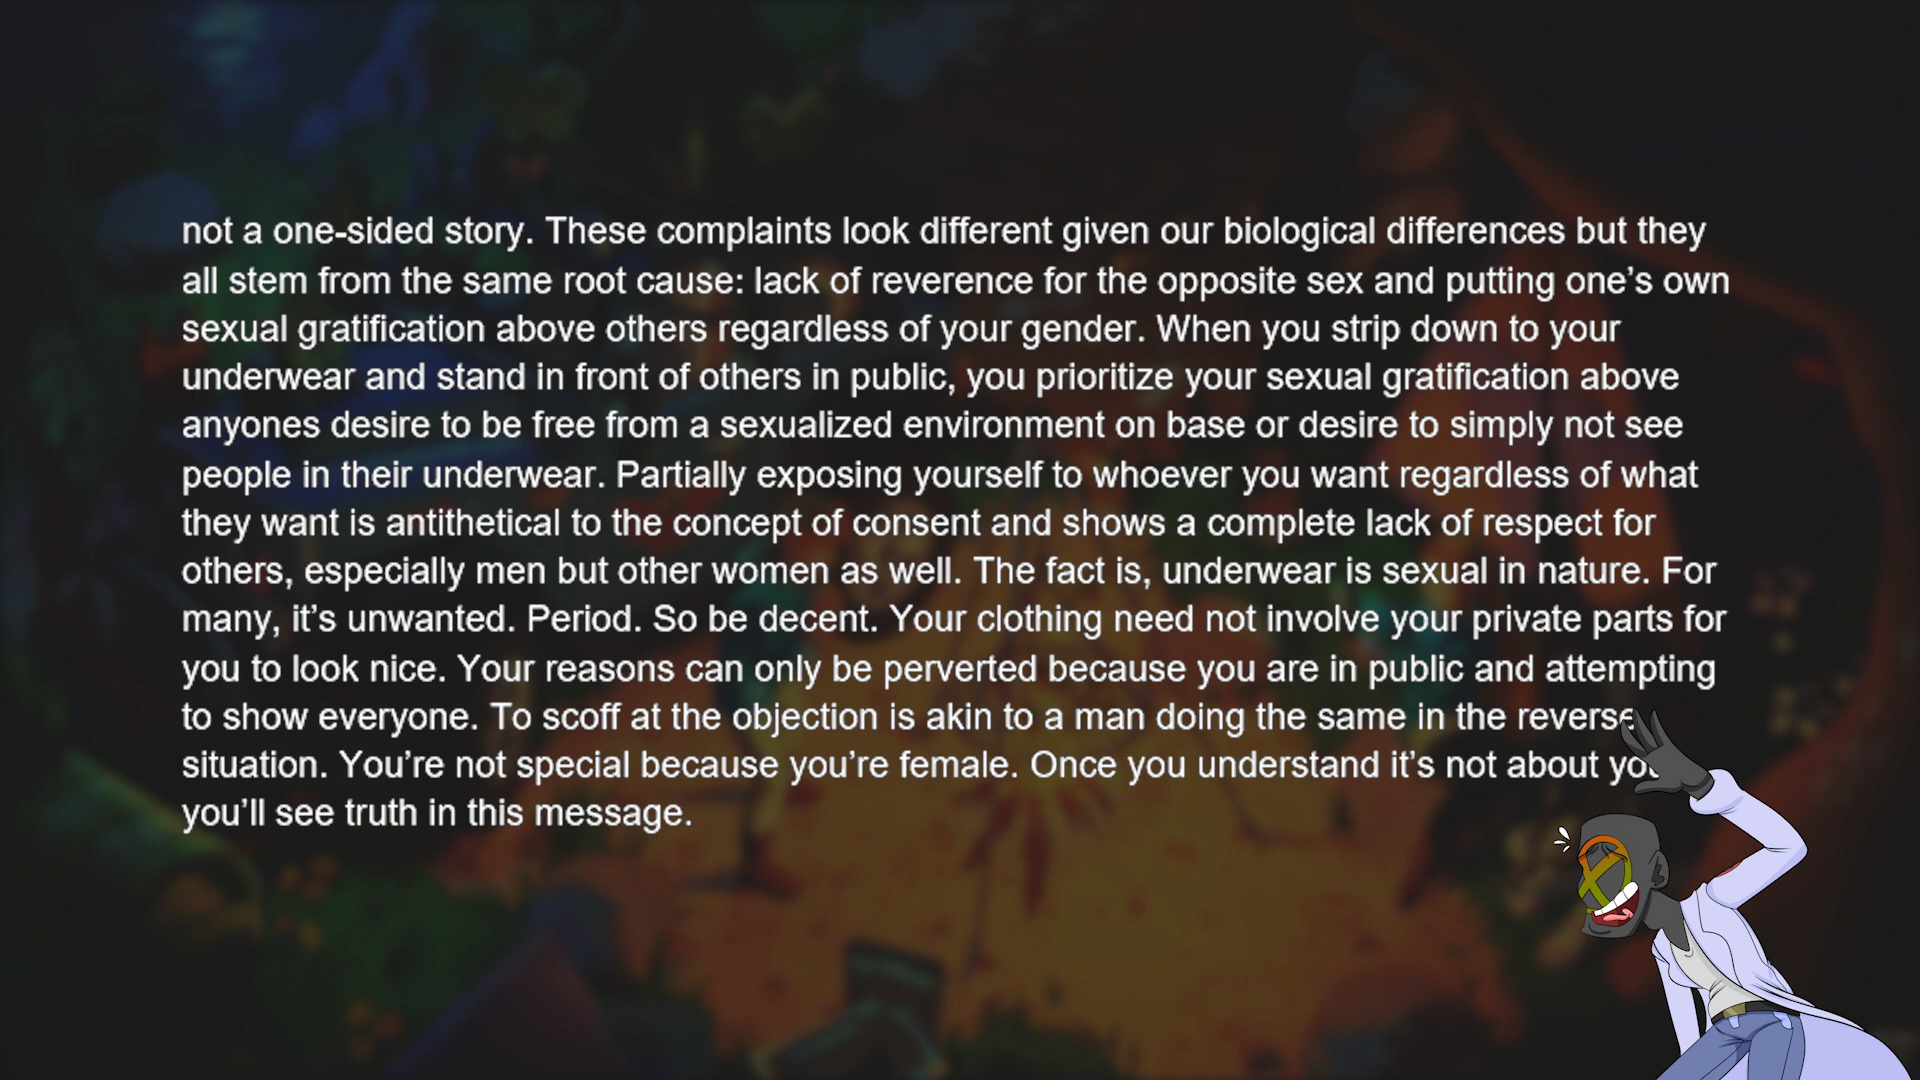 not a one-sided story. These complaints look different given our biological differences but they
all stem from the same root cause: lack of reverence for the opposite sex and putting one’s own
sexual gratification above others regardless of your gender. When you strip down to your
underwear and stand in front of others in public, you prioritize your sexual gratification above
anyones desire to be free from a sexualized environment on base or desire to simply not see
people in their underwear. Partially exposing yourself to whoever you want regardless of what
they want is antithetical to the concept of consent and shows a complete lack of respect for
others, especially men but other women as well. The fact is, underwear is sexual in nature. For
many, it’s unwanted. Period. So be decent. Your clothing need not involve your private parts for
you to look nice. Your reasons can only be perverted because you are in public and attempting
to show everyone. To scoff at the objection is akin to a man doing the same in the reverse
situation. You’re not special because you’re female. Once you understand it’s not about you
you’ll see truth in this message.